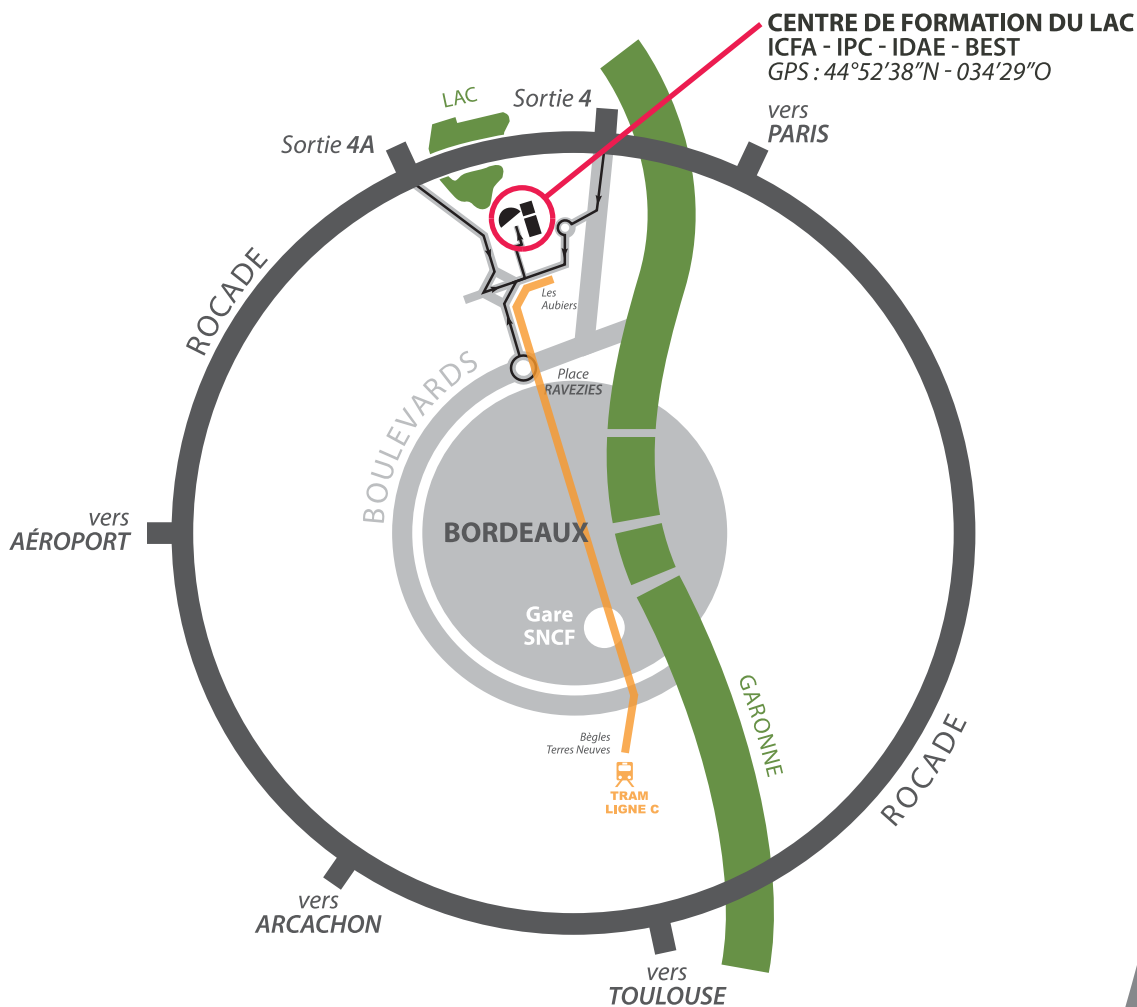 CENTRE DE FORMATION DU LAC
ICFA - IPC - IDAE - BEST
GPS : 44°52’38”N - 034’29”O
LAC
Sortie 4
vers
PARIS
Sortie 4A
ROCADE
Les
Aubiers
BOULEVARDS
Place
RAVEZIES
vers
AÉROPORT
BORDEAUX
Gare
SNCF
GARONNE
Bègles
Terres Neuves
TRAM
LIGNE C
ROCADE
vers
ARCACHON
vers
TOULOUSE